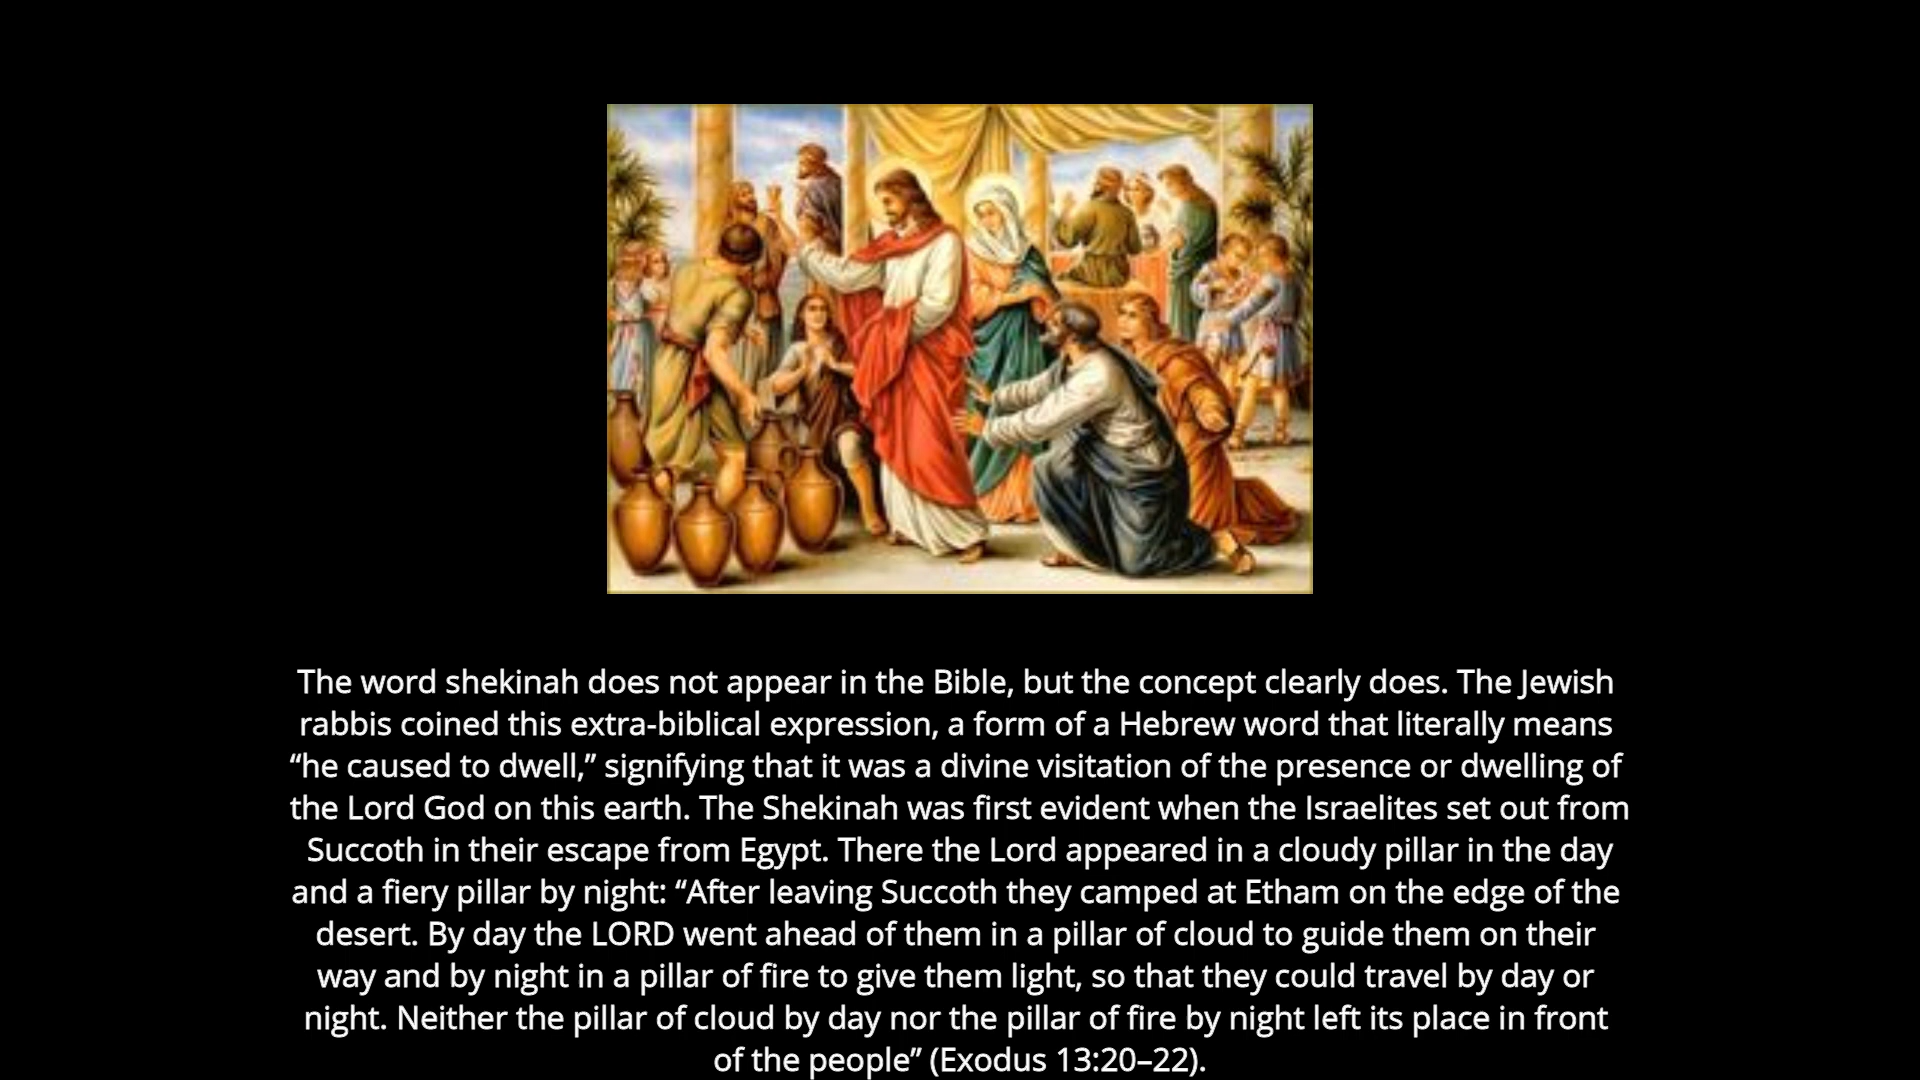 The word shekinah does not appear in the Bible, but the concept clearly does. The Jewish
rabbis coined this extra-biblical expression, a form of a Hebrew word that literally means
“he caused to dwell,” signifying that it was a divine visitation of the presence or dwelling of
the Lord God on this earth. The Shekinah was first evident when the Israelites set out from
Succoth in their escape from Egypt. There the Lord appeared in a cloudy pillar in the day
and a fiery pillar by night: “After leaving Succoth they camped at Etham on the edge of the
desert. By day the LORD went ahead of them in a pillar of cloud to guide them on their
way and by night in a pillar of fire to give them light, so that they could travel by day or
night. Neither the pillar of cloud by day nor the pillar of fire by night left its place in front
of the people” (Exodus 13:20–22).